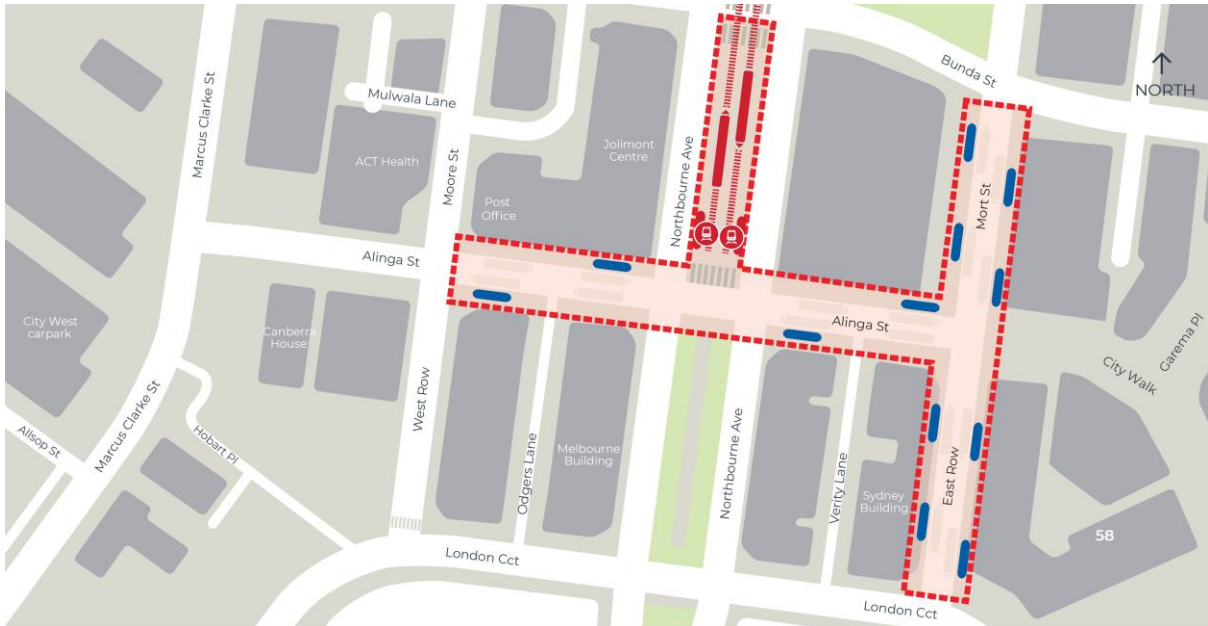 Marcus Clarke St
Mulwala Lane
ACT Health
Moore St
Post
Office
Jolimont
Centre
Northbourne Ave
Bunda St
NORTH
Mort St
Alinga St
Alinga St
City West
carpark
Canberra
House
City Walk
Garema Pl
Marcus Clarke St
Allsop St
Hobart Pl
West Row
Odgers Lane
Melbourne
Building
Northbourne Ave
Verity Lane
Sydney
Building
East Row
58
London Cct
London Cct